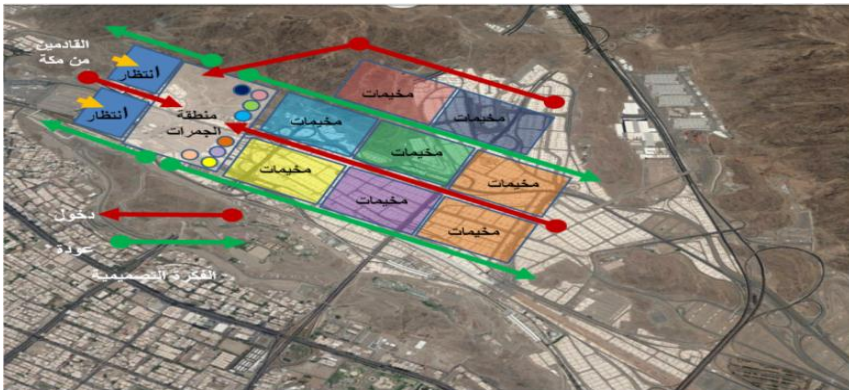 القادمين
من مكة
انتظار
انتظار
منطقة
الجمرات
مخيمات
مخيمات
مخيمات
مخيمات
مخيمات
مخيمات
مخيمات
مخيمات
دخول
عودة
الفكرة التصميمية